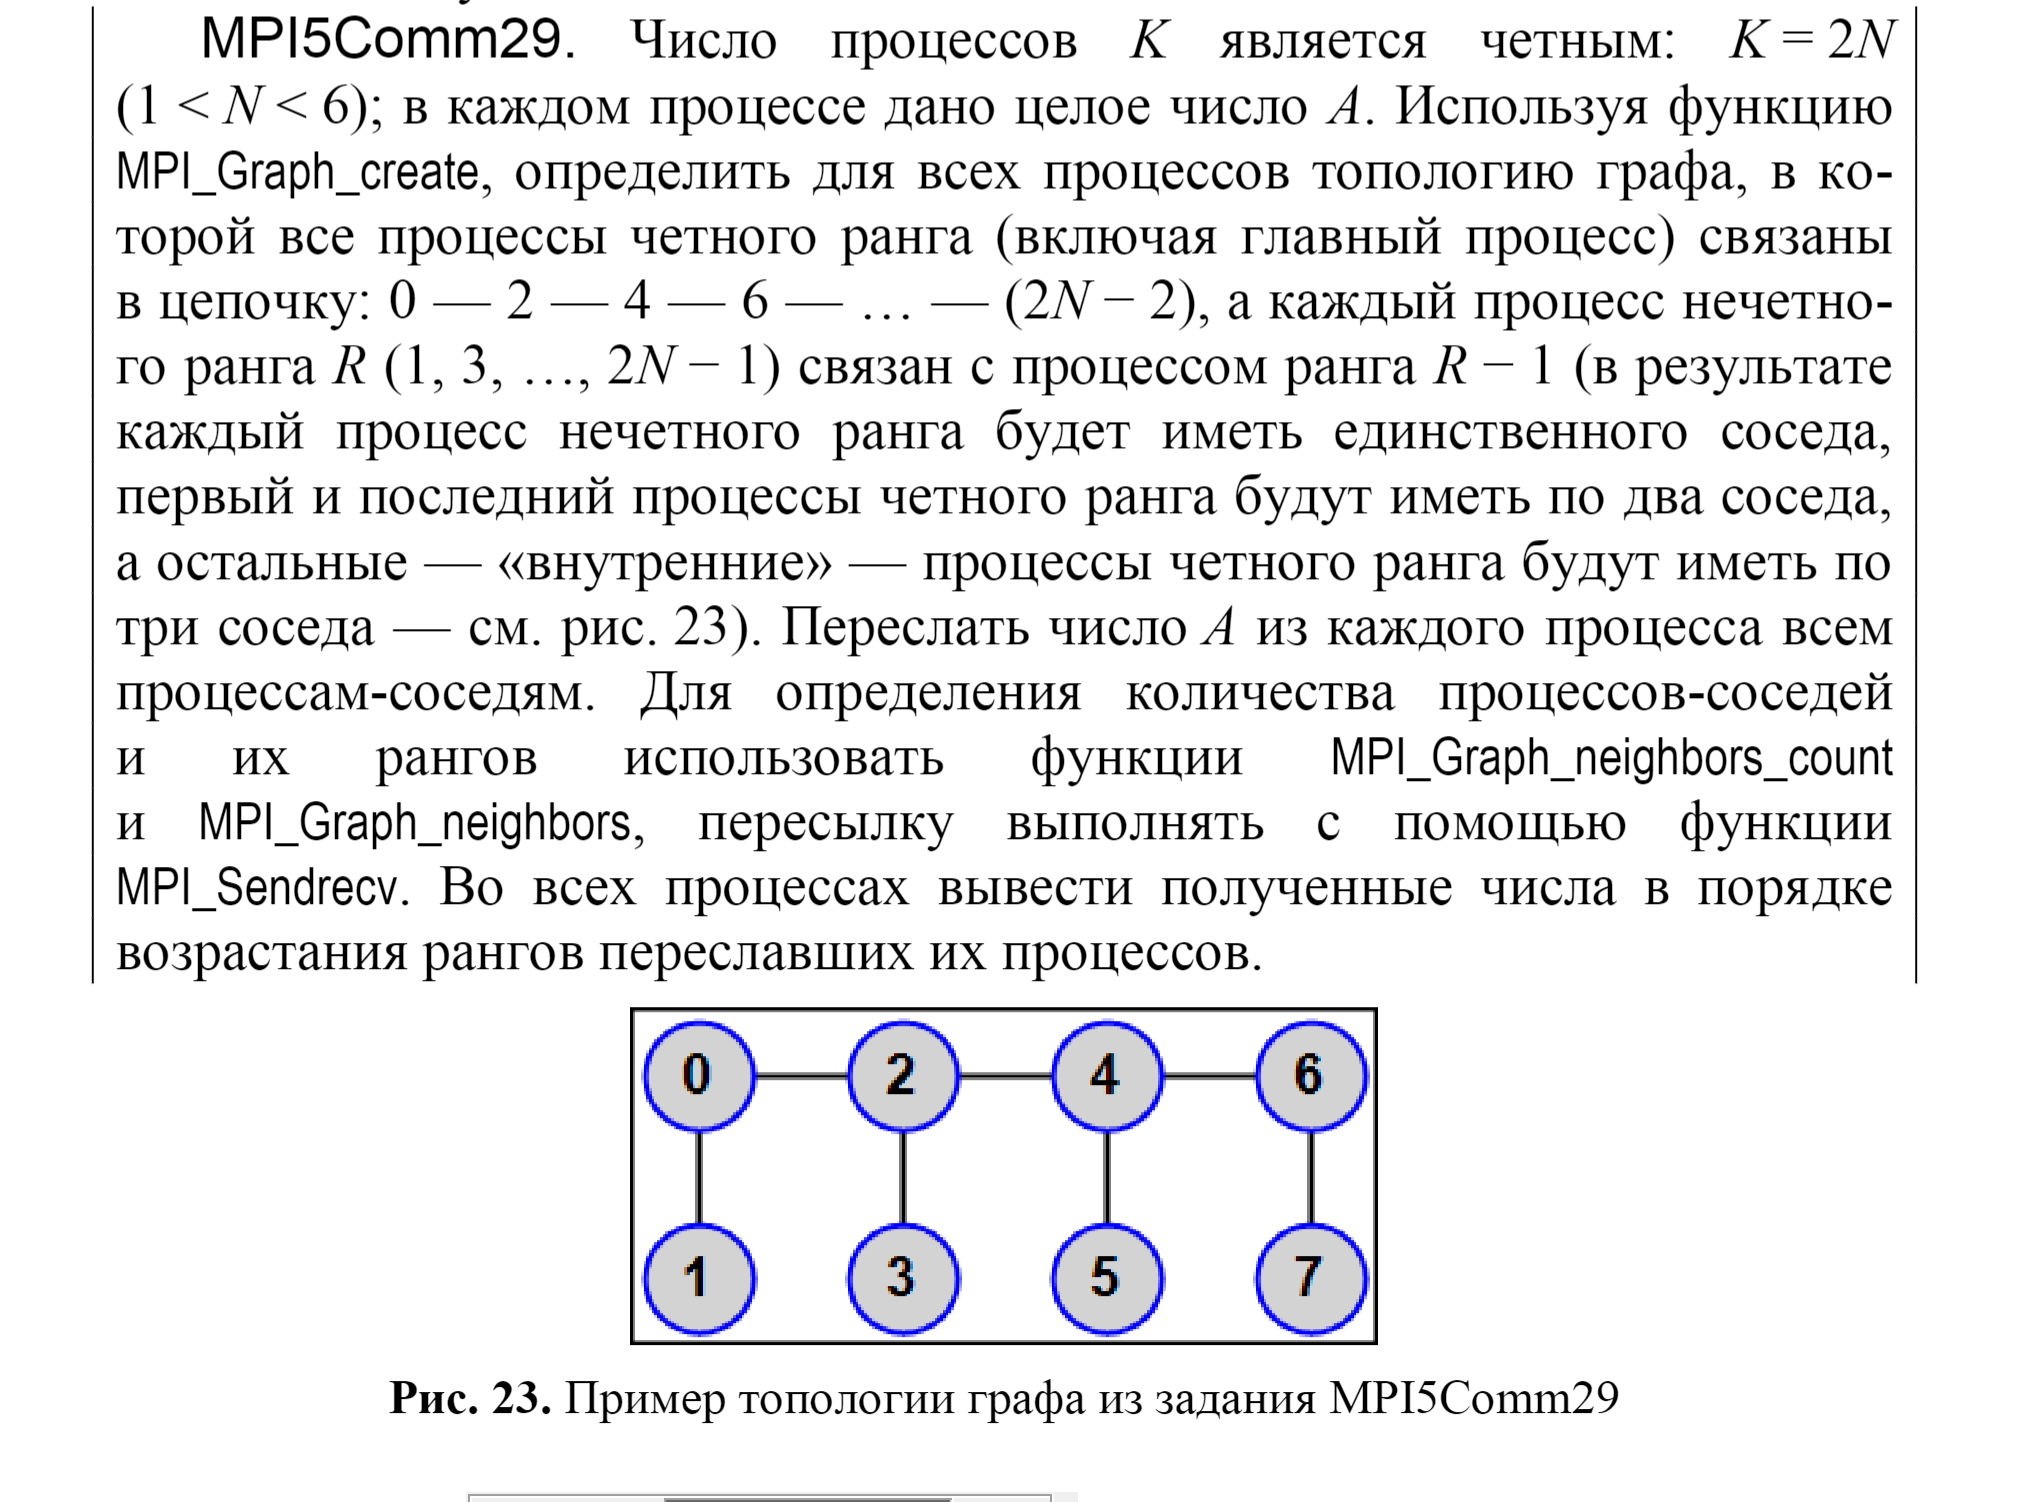 MPI5Comm29. Число процессов K является четным: K = 2N
(1 < N < 6); в каждом процессе дано целое число A. Используя функцию
MPI_Graph_create, определить для всех процессов топологию графа, в ко-
торой все процессы четного ранга (включая главный процесс) связаны
в цепочку: 0 — 2 — 4 — 6 — … — (2N − 2), а каждый процесс нечетно-
го ранга R (1, 3, …, 2N − 1) связан с процессом ранга R − 1 (в результате
каждый процесс нечетного ранга будет иметь единственного соседа,
первый и последний процессы четного ранга будут иметь по два соседа,
а остальные — «внутренние» — процессы четного ранга будут иметь по
три соседа — см. рис. 23). Переслать число A из каждого процесса всем
процессам-соседям. Для определения количества процессов-соседей
и их рангов использовать функции MPI_Graph_neighbors_count
и MPI_Graph_neighbors, пересылку выполнять с помощью функции
MPI_Sendrecv. Во всех процессах вывести полученные числа в порядке
возрастания рангов переславших их процессов.
0 2 4 6
1 3 5 7
Рис. 23. Пример топологии графа из задания MPI5Comm29